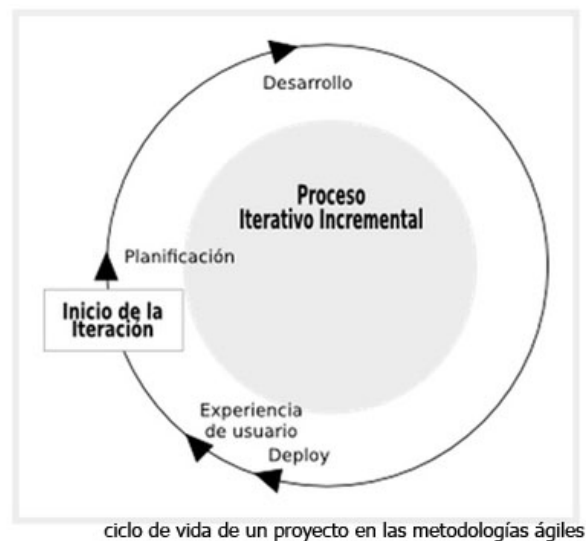 Desarrollo
Proceso
Iterativo Incremental
Planificación
Inicio de la
Iteración
Experiencia
de usuario
Deploy
ciclo de vida de un proyecto en las metodologías ágiles